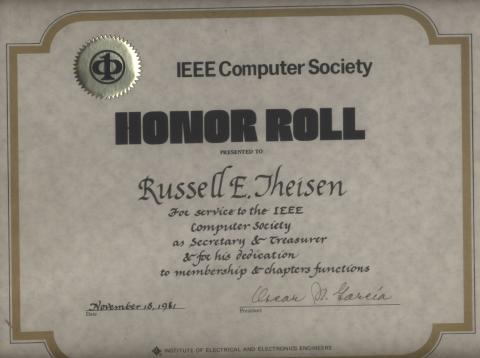 IEEE Computer Society
HONOR ROLL
PRESENTED TO
Russell E. Theisen
For service to the IEEE
Computer Society
as Secretary & Treasurer
& for his dedication
to membership & chapters functions
November 18, 1981
Date
Oscar N. Garcia
President
INSTITUTE OF ELECTRICAL AND ELECTRONICS ENGINEERS